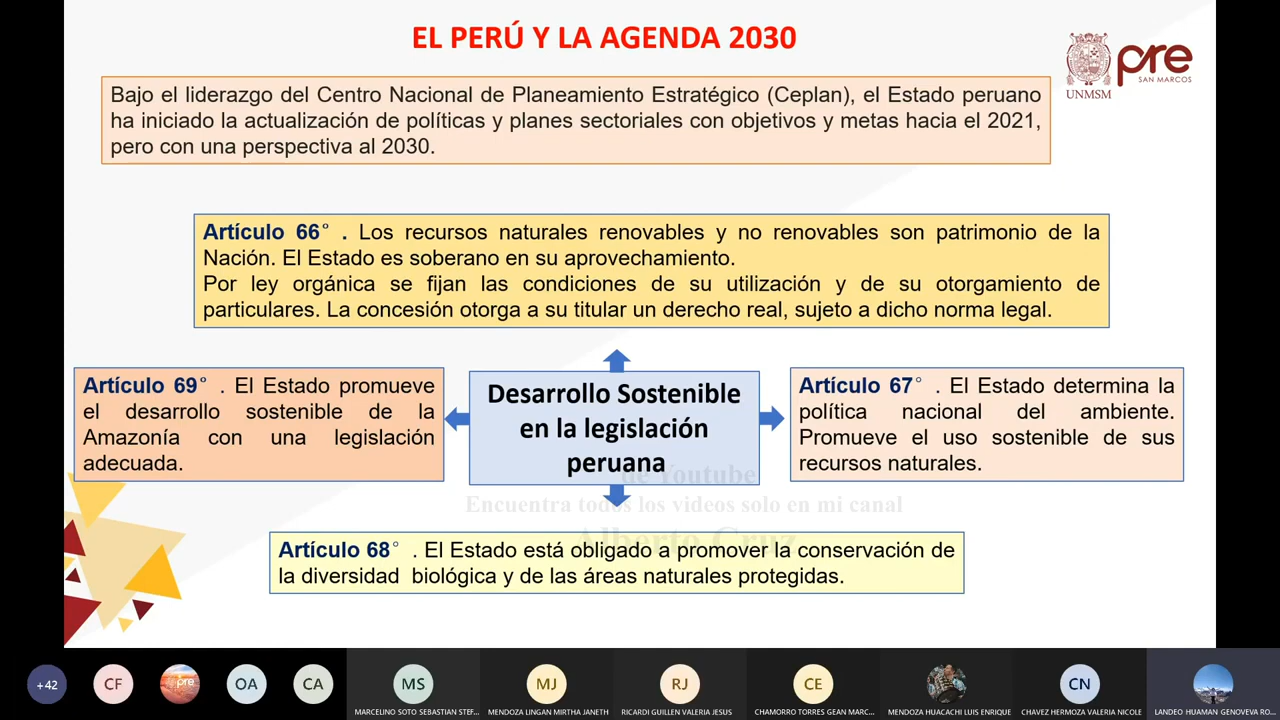 EL PERÚ Y LA AGENDA 2030
UNMSM
pre
SAN MARCOS
Bajo el liderazgo del Centro Nacional de Planeamiento Estratégico (Ceplan), el Estado peruano
ha iniciado la actualización de políticas y planes sectoriales con objetivos y metas hacia el 2021,
pero con una perspectiva al 2030.
Artículo 66° . Los recursos naturales renovables y no renovables son patrimonio de la
Nación. El Estado es soberano en su aprovechamiento.
Por ley orgánica se fijan las condiciones de su utilización y de su otorgamiento de
particulares. La concesión otorga a su titular un derecho real, sujeto a dicho norma legal.
Artículo 69° . El Estado promueve
el desarrollo sostenible de la
Amazonía con una legislación
adecuada.
Desarrollo Sostenible
en la legislación
peruana
Artículo 67° . El Estado determina la
política nacional del ambiente.
Promueve el uso sostenible de sus
recursos naturales.
de Youtube
Encuentra todos los videos solo en mi canal
Alberto Cruz
Artículo 68° . El Estado está obligado a promover la conservación de
la diversidad biológica y de las áreas naturales protegidas.
+42
CF
pre
OA
CA
MS
MJ
RJ
CE
CN
MARCELINO SOTO SEBASTIAN STEF...
MENDOZA LINGAN MIRTHA JANETH
RICARDI GUILLEN VALERIA JESUS
CHAMORRO TORRES GEAN MARC...
MENDOZA HUACACHI LUIS ENRIQUE
CHAVEZ HERMOZA VALERIA NICOLE
LANDEO HUAMAN GENOVEVA RO...